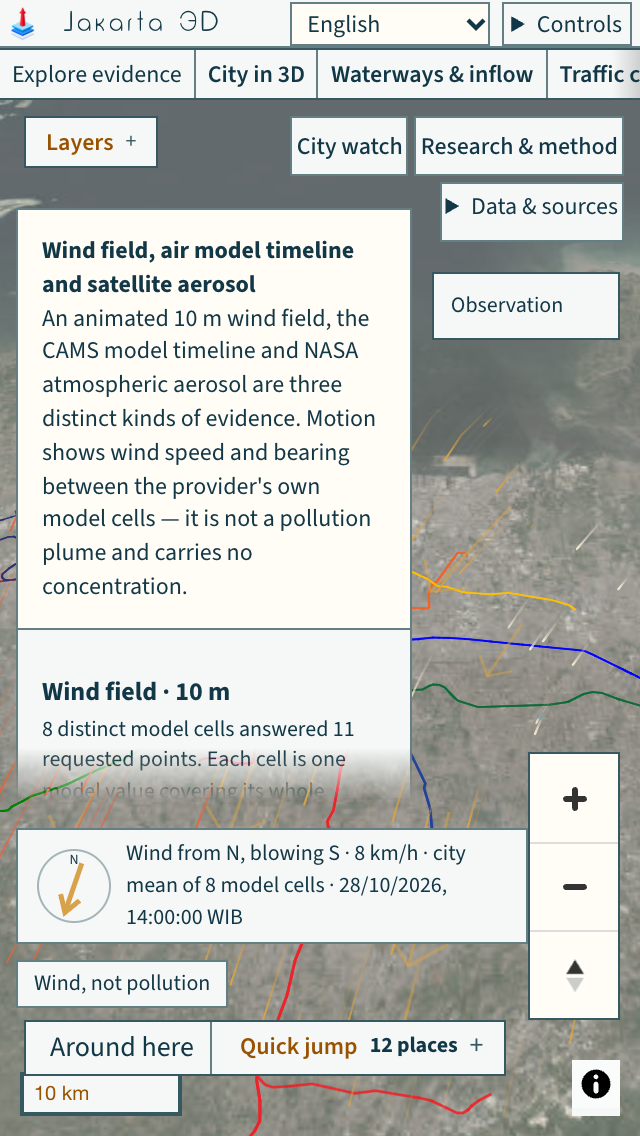 Jakarta 3D
English
Controls
Explore evidence
City in 3D
Waterways & inflow
Traffic c
Layers +
City watch
Research & method
Data & sources
Observation
Wind field, air model timeline
and satellite aerosol
An animated 10 m wind field, the
CAMS model timeline and NASA
atmospheric aerosol are three
distinct kinds of evidence. Motion
shows wind speed and bearing
between the provider's own
model cells — it is not a pollution
plume and carries no
concentration.
Wind field · 10 m
8 distinct model cells answered 11
requested points. Each cell is one
model value covering its whole
N
Wind from N, blowing S · 8 km/h · city
mean of 8 model cells · 28/10/2026,
14:00:00 WIB
Wind, not pollution
Around here
Quick jump 12 places +
10 km